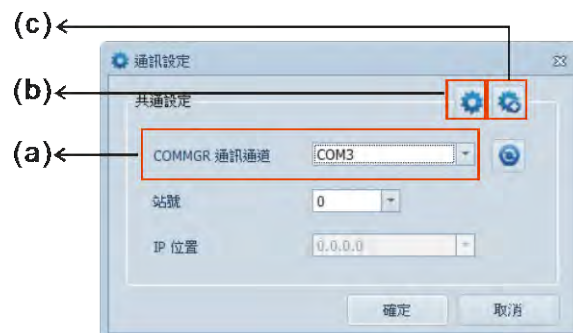 (c)
通訊設定
(b)
共通設定
(a)
COMMGR 通訊通道 COM3
站號 0
IP 位置 0.0.0.0
確定 取消